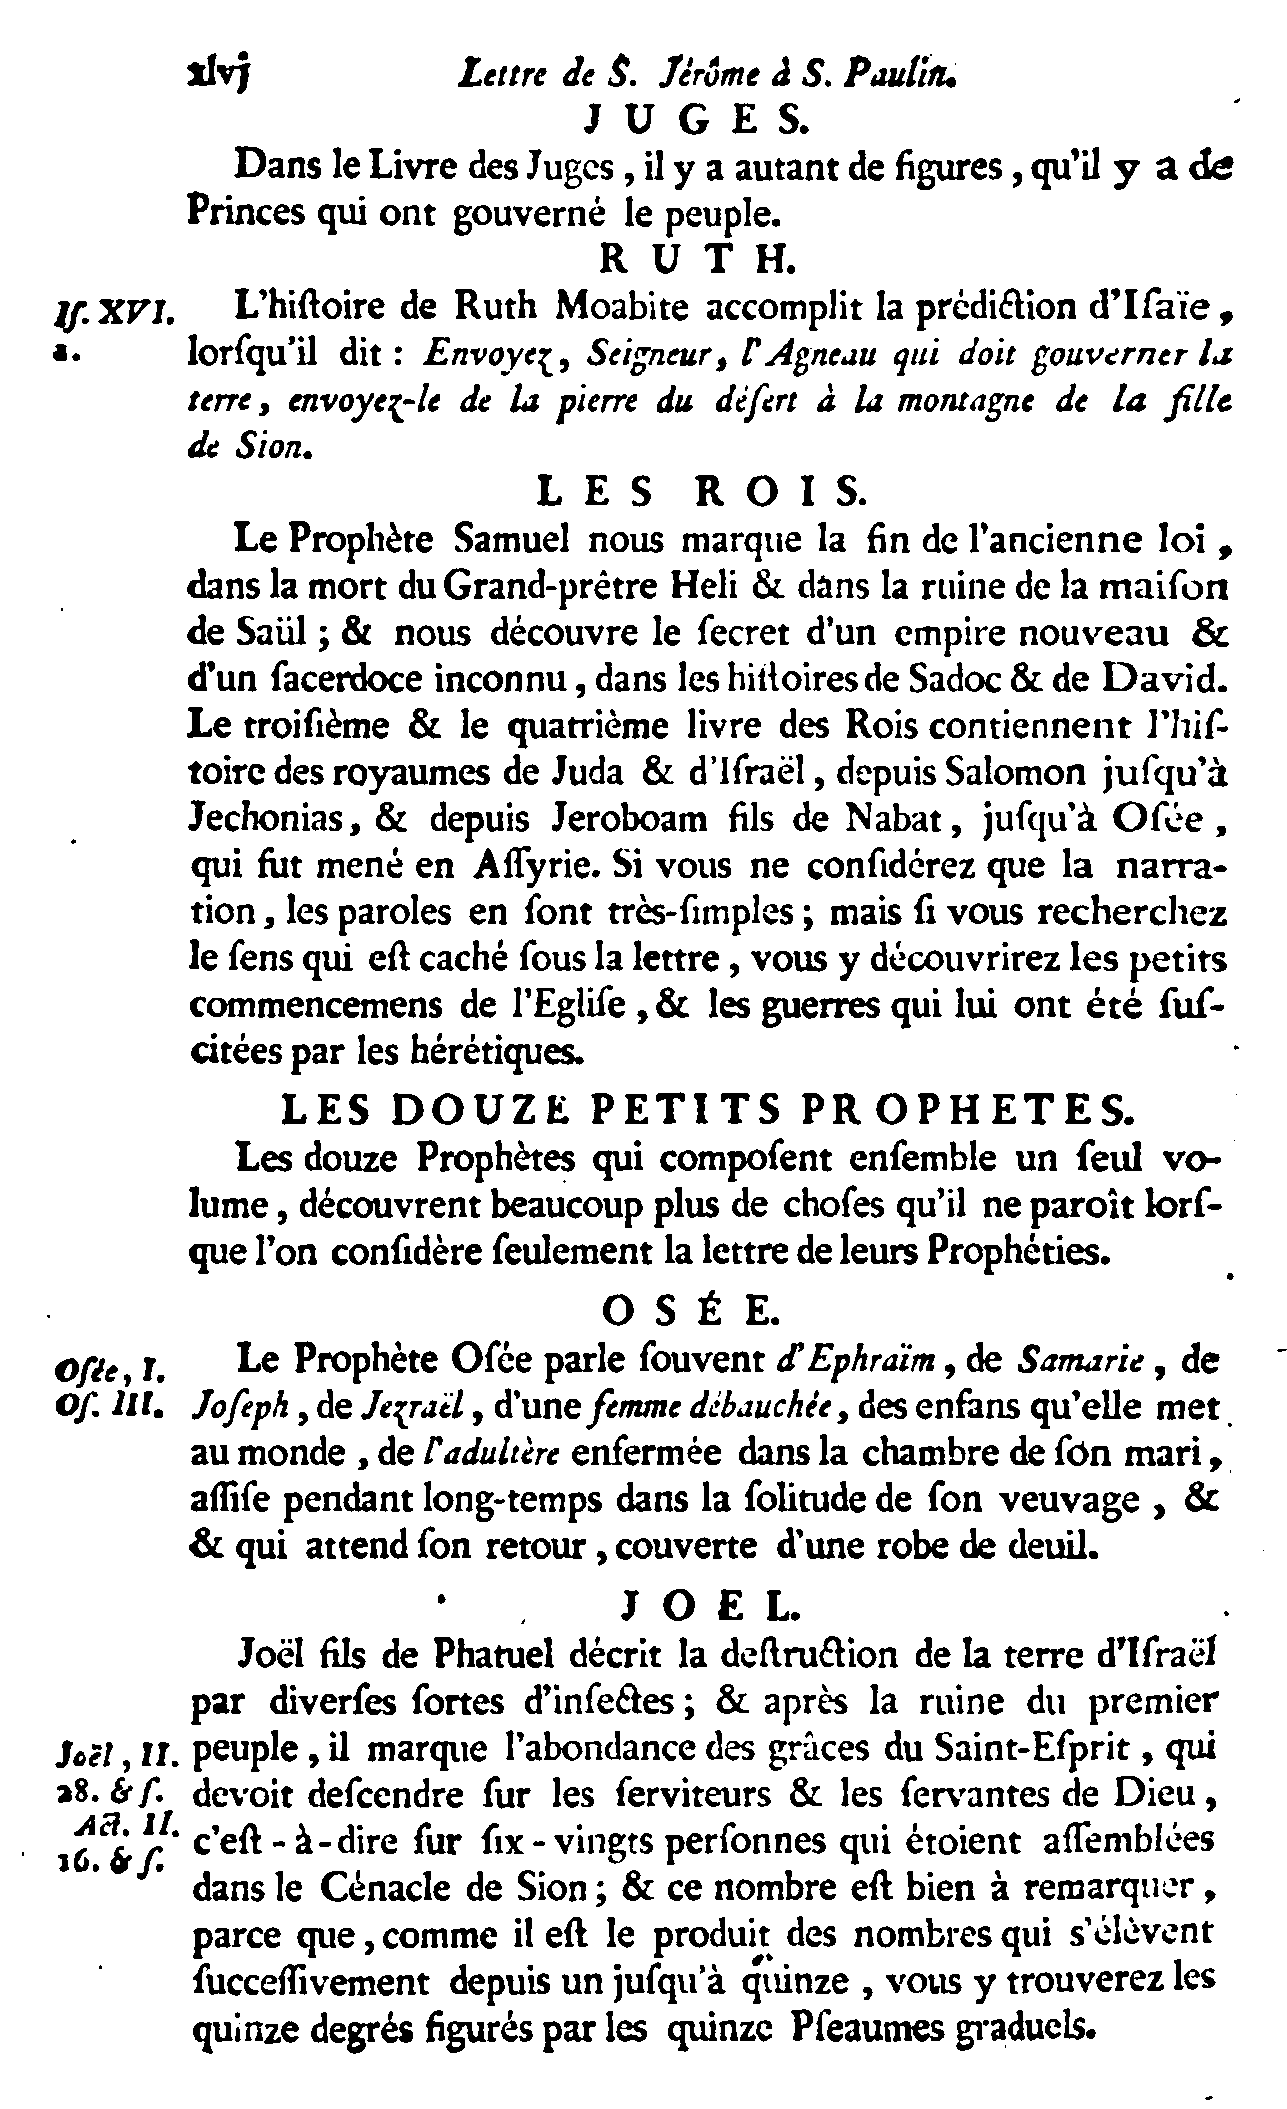 xlvj Lettre de S. Jérôme à S. Paulin.
JUGES.
Dans le Livre des Juges, il y a autant de figures, qu'il y a de
Princes qui ont gouverné le peuple.
RUTH.
Iſ. XVI. L'hiſtoire de Ruth Moabite accomplit la prédiction d'Iſaïe,
1. lorſqu'il dit : Envoyez, Seigneur, l'Agneau qui doit gouverner la
terre, envoyez-le de la pierre du déſert à la montagne de la fille
de Sion.
LES ROIS.
Le Prophète Samuel nous marque la fin de l'ancienne loi,
dans la mort du Grand-prêtre Heli & dans la ruine de la maiſon
de Saül ; & nous découvre le ſecret d'un empire nouveau &
d'un ſacerdoce inconnu, dans les hiſtoires de Sadoc & de David.
Le troiſième & le quatrième livre des Rois contiennent l'hiſ-
toire des royaumes de Juda & d'Iſraël, depuis Salomon juſqu'à
Jechonias, & depuis Jeroboam fils de Nabat, juſqu'à Oſée,
qui fut mené en Aſſyrie. Si vous ne conſidérez que la narra-
tion, les paroles en ſont très-ſimples ; mais ſi vous recherchez
le ſens qui eſt caché ſous la lettre, vous y découvrirez les petits
commencemens de l'Egliſe, & les guerres qui lui ont été ſuſ-
citées par les hérétiques.
LES DOUZE PETITS PROPHETES.
Les douze Prophètes qui compoſent enſemble un ſeul vo-
lume, découvrent beaucoup plus de choſes qu'il ne paroît lorſ-
que l'on conſidère ſeulement la lettre de leurs Prophéties.
OSÉE.
Oſée, I. Le Prophète Oſée parle ſouvent d'Ephraïm, de Samarie, de
Oſ. III. Joſeph, de Jezraël, d'une femme débauchée, des enfans qu'elle met
au monde, de l'adultère enfermée dans la chambre de ſon mari,
aſſiſe pendant long-temps dans la ſolitude de ſon veuvage, &
& qui attend ſon retour, couverte d'une robe de deuil.
JOEL.
Joël fils de Phatuel décrit la deſtruction de la terre d'Iſraël
par diverſes ſortes d'inſectes ; & après la ruine du premier
Joël, II. peuple, il marque l'abondance des grâces du Saint-Eſprit, qui
28. & ſ. devoit deſcendre ſur les ſerviteurs & les ſervantes de Dieu,
Act. II. c'eſt-à-dire ſur ſix-vingts perſonnes qui étoient aſſemblées
16. & ſ. dans le Cénacle de Sion ; & ce nombre eſt bien à remarquer,
parce que, comme il eſt le produit des nombres qui s'élèvent
ſucceſſivement depuis un juſqu'à quinze, vous y trouverez les
quinze degrés figurés par les quinze Pſeaumes graduels.